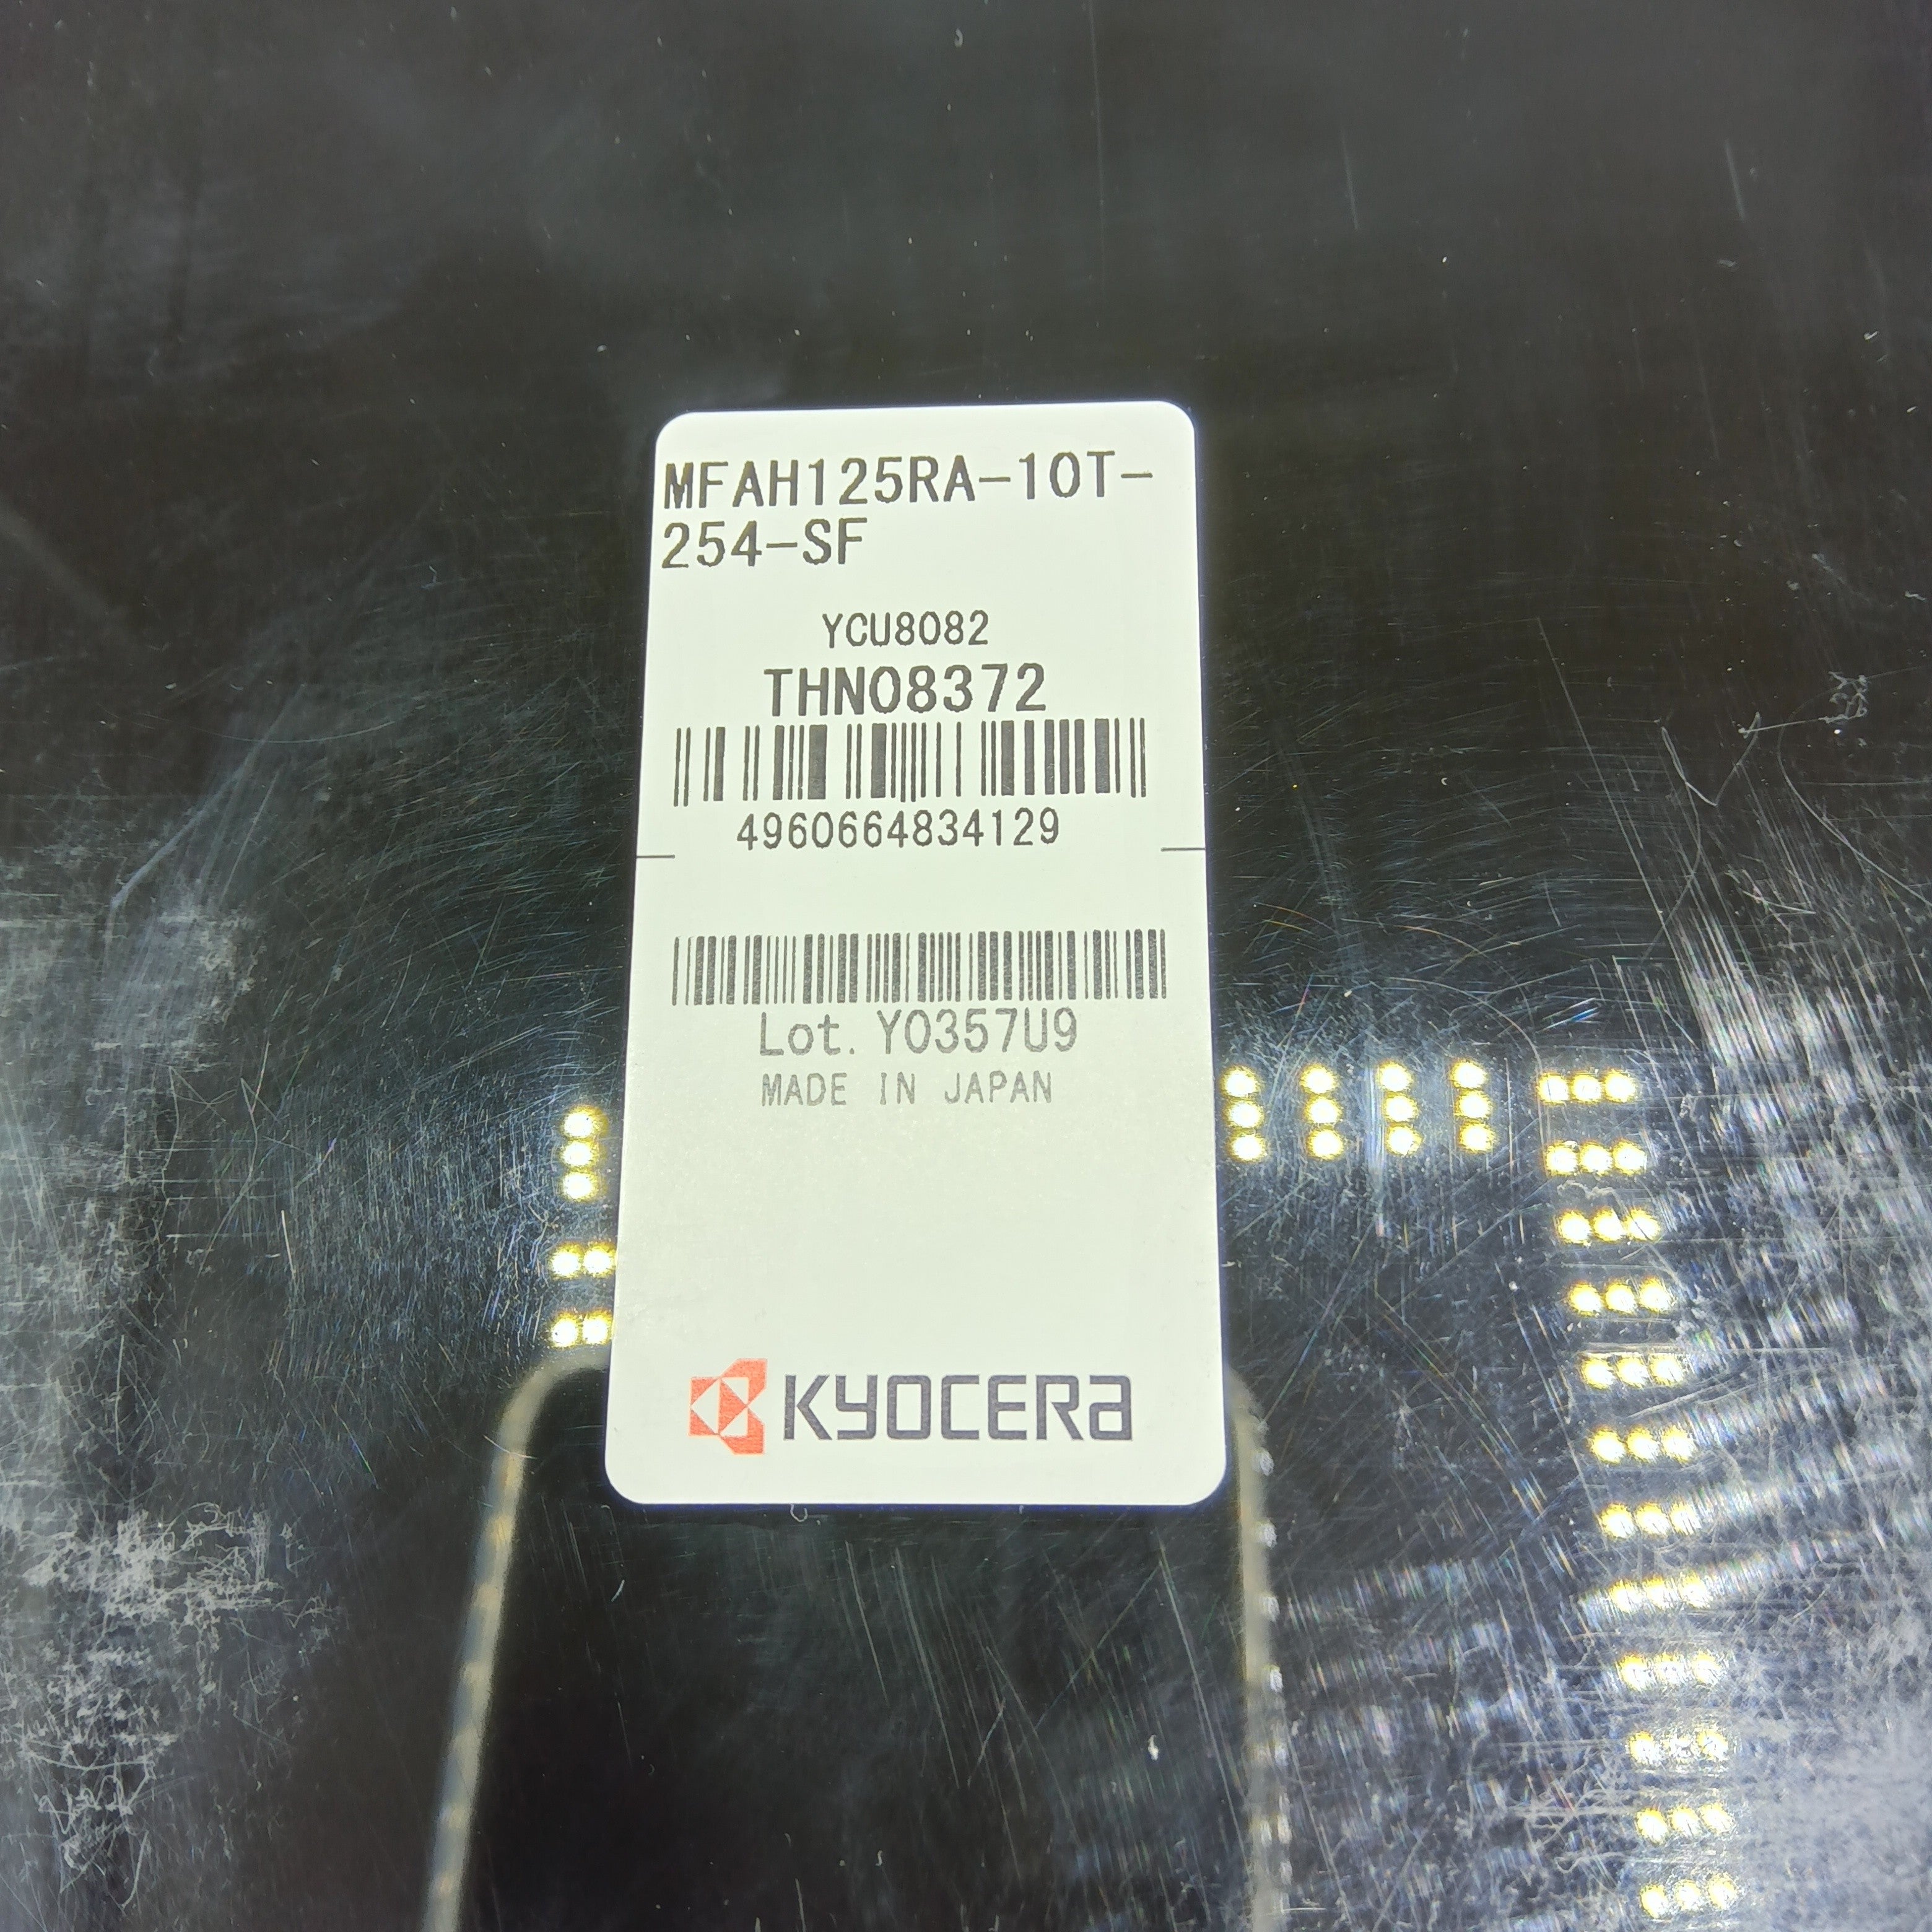 MFAH125RA-10T-
254-SF
YCU8082
THN08372
4960664834129
Lot. Y0357U9
MADE IN JAPAN
KYOCERA